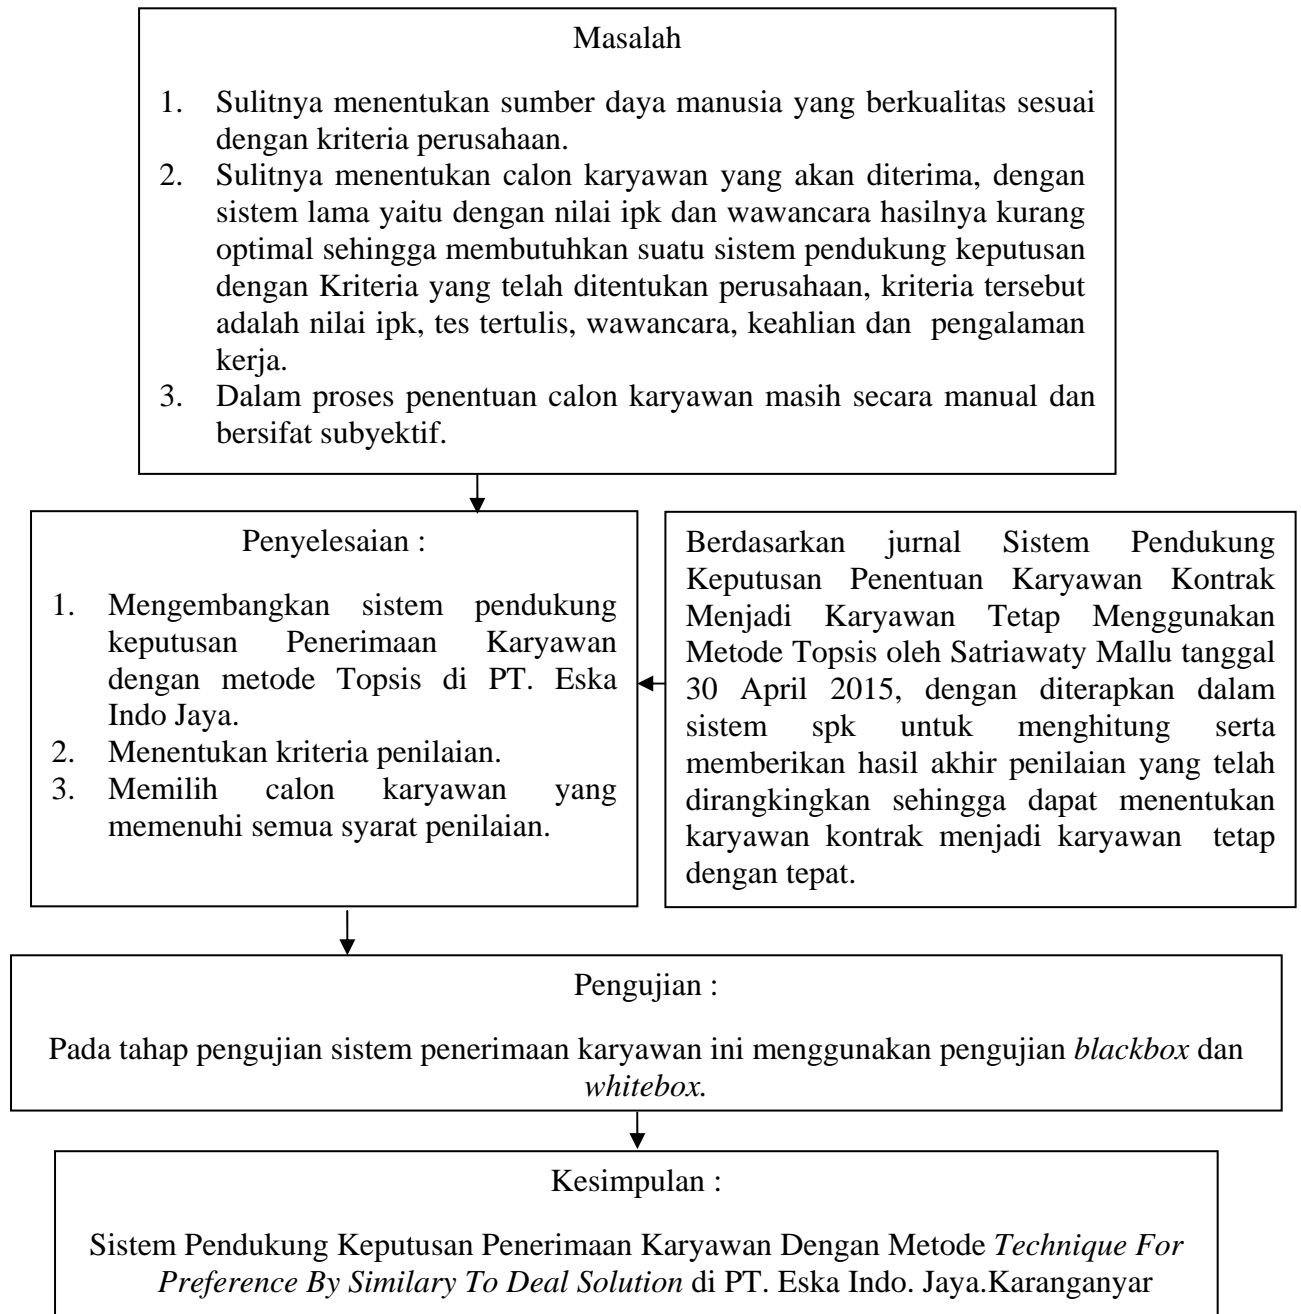 Masalah
1. Sulitnya menentukan sumber daya manusia yang berkualitas sesuai
dengan kriteria perusahaan.
2. Sulitnya menentukan calon karyawan yang akan diterima, dengan
sistem lama yaitu dengan nilai ipk dan wawancara hasilnya kurang
optimal sehingga membutuhkan suatu sistem pendukung keputusan
dengan Kriteria yang telah ditentukan perusahaan, kriteria tersebut
adalah nilai ipk, tes tertulis, wawancara, keahlian dan pengalaman
kerja.
3. Dalam proses penentuan calon karyawan masih secara manual dan
bersifat subyektif.
Penyelesaian :
1. Mengembangkan sistem pendukung
keputusan Penerimaan Karyawan
dengan metode Topsis di PT. Eska
Indo Jaya.
2. Menentukan kriteria penilaian.
3. Memilih calon karyawan yang
memenuhi semua syarat penilaian.
Berdasarkan jurnal Sistem Pendukung
Keputusan Penentuan Karyawan Kontrak
Menjadi Karyawan Tetap Menggunakan
Metode Topsis oleh Satriawaty Mallu tanggal
30 April 2015, dengan diterapkan dalam
sistem spk untuk menghitung serta
memberikan hasil akhir penilaian yang telah
dirangkingkan sehingga dapat menentukan
karyawan kontrak menjadi karyawan tetap
dengan tepat.
Pengujian :
Pada tahap pengujian sistem penerimaan karyawan ini menggunakan pengujian blackbox dan
whitebox.
Kesimpulan :
Sistem Pendukung Keputusan Penerimaan Karyawan Dengan Metode Technique For
Preference By Similary To Deal Solution di PT. Eska Indo. Jaya.Karanganyar